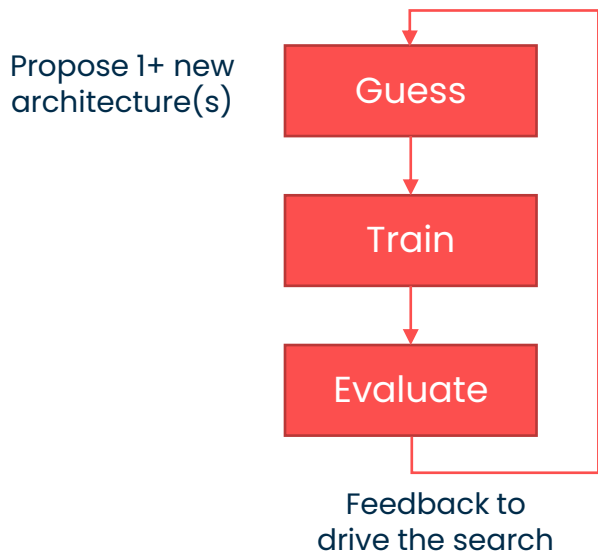 Propose 1+ new
architecture(s)
Guess
Train
Evaluate
Feedback to
drive the search